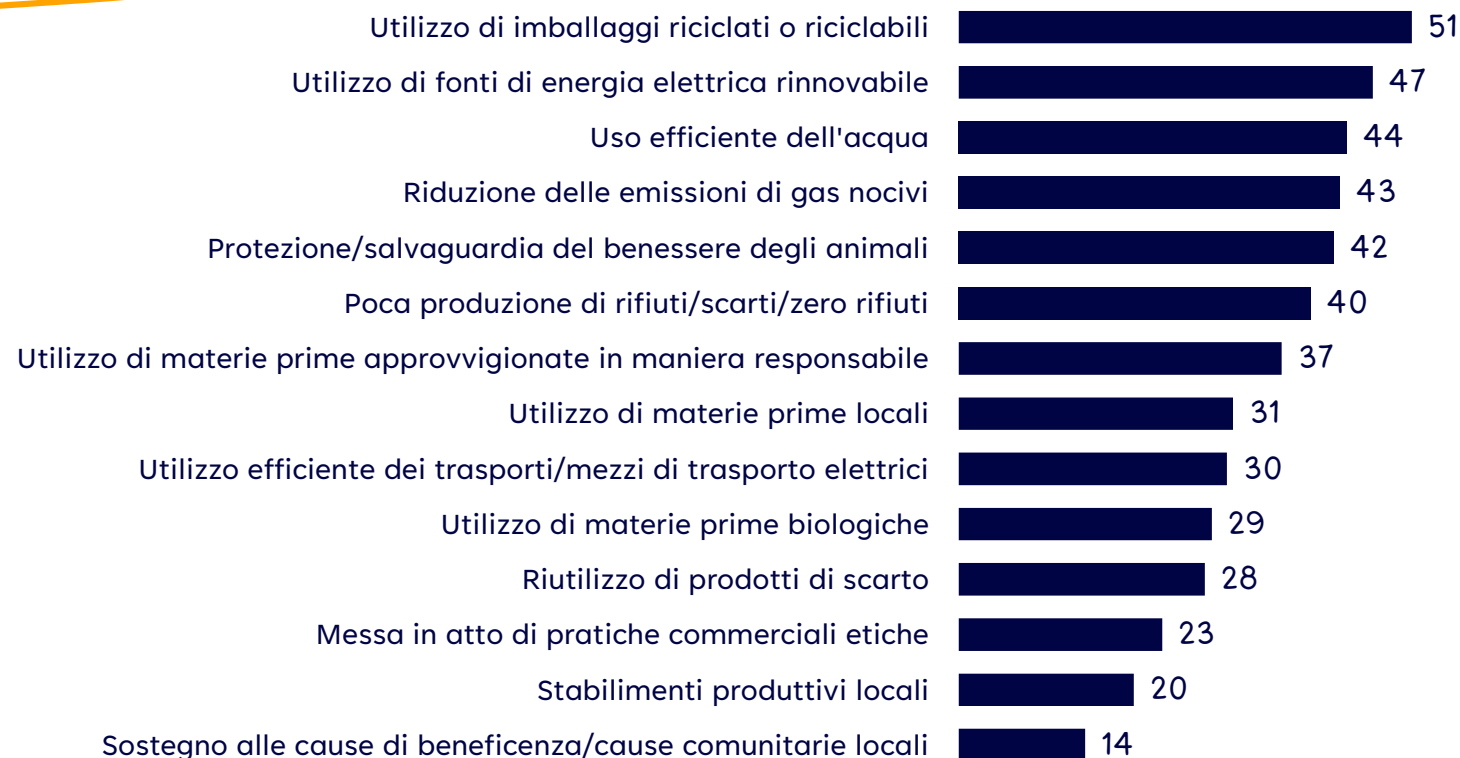 Utilizzo di imballaggi riciclati o riciclabili 51
Utilizzo di fonti di energia elettrica rinnovabile 47
Uso efficiente dell'acqua 44
Riduzione delle emissioni di gas nocivi 43
Protezione/salvaguardia del benessere degli animali 42
Poca produzione di rifiuti/scarti/zero rifiuti 40
Utilizzo di materie prime approvvigionate in maniera responsabile 37
Utilizzo di materie prime locali 31
Utilizzo efficiente dei trasporti/mezzi di trasporto elettrici 30
Utilizzo di materie prime biologiche 29
Riutilizzo di prodotti di scarto 28
Messa in atto di pratiche commerciali etiche 23
Stabilimenti produttivi locali 20
Sostegno alle cause di beneficenza/cause comunitarie locali 14